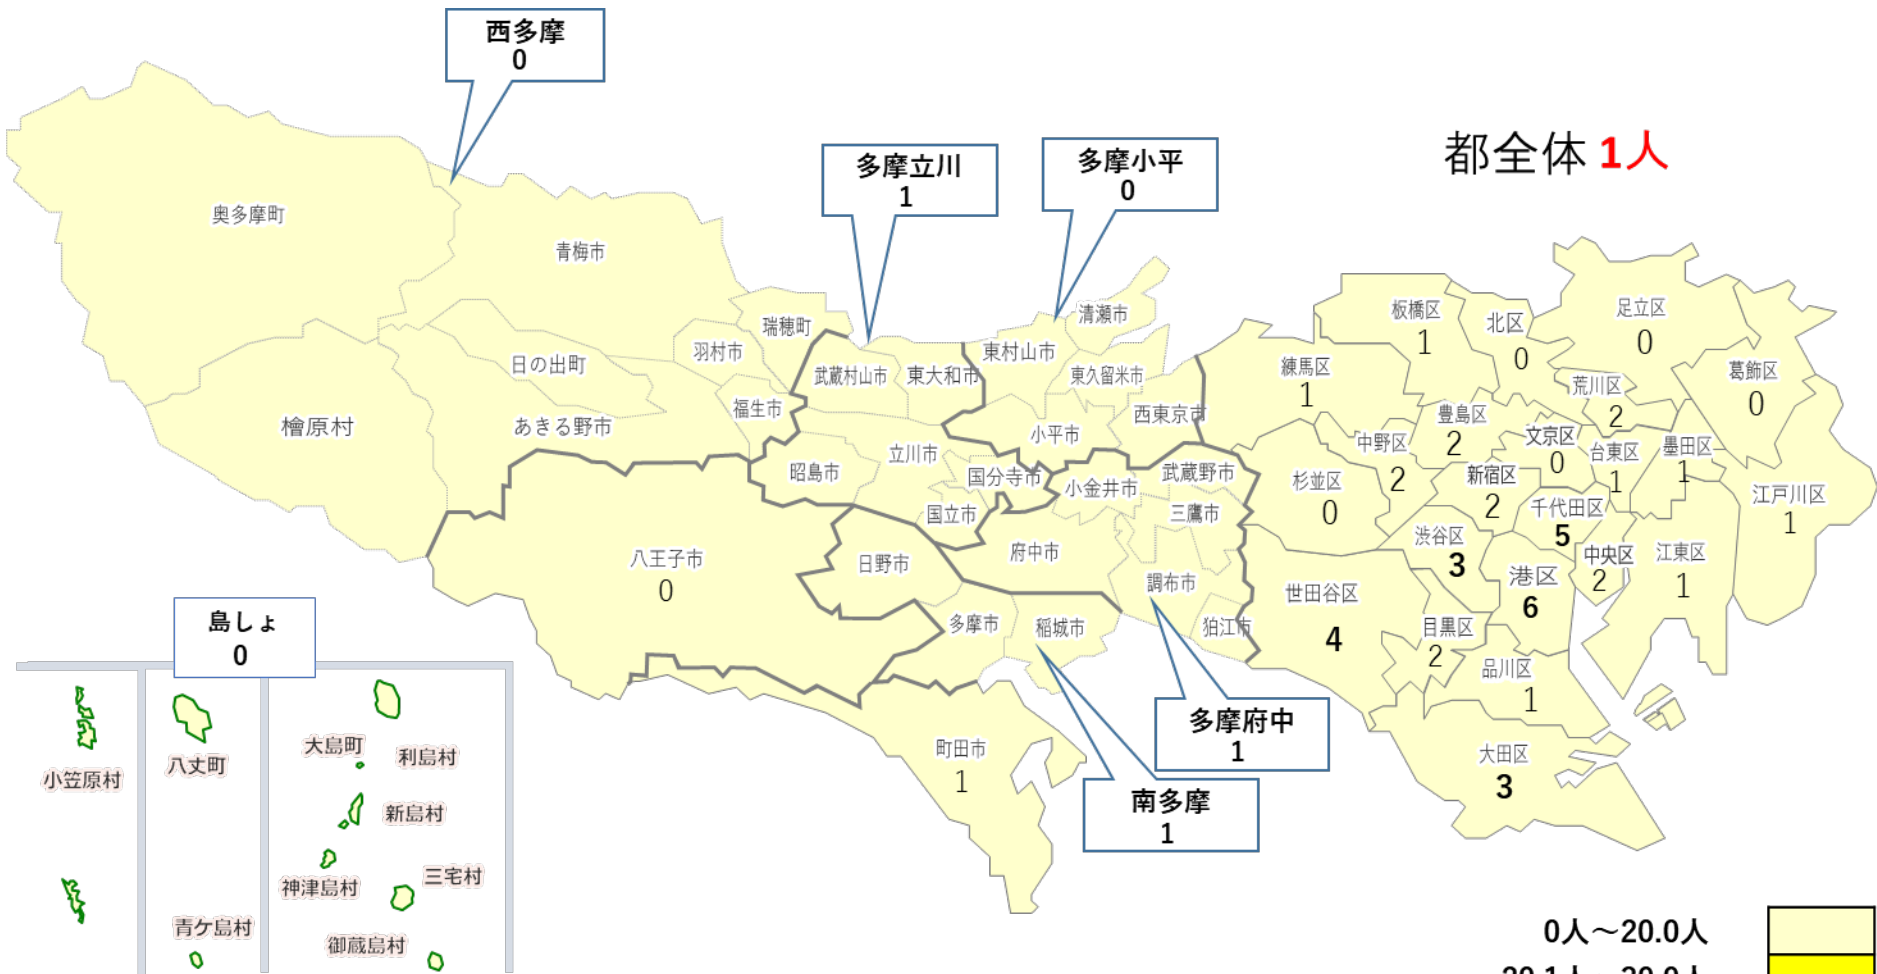 西多摩
0
多摩立川
1
多摩小平
0
都全体 1人
奥多摩町
青梅市
瑞穂町
羽村市
日の出町
福生市
あきる野市
檜原村
武蔵村山市
東大和市
東村山市
清瀬市
東久留米市
西東京市
小平市
昭島市
立川市
国分寺市
国立市
小金井市
武蔵野市
三鷹市
府中市
調布市
狛江市
八王子市
0
日野市
多摩市
稲城市
町田市
1
多摩府中
1
南多摩
1
板橋区
1
北区
0
足立区
0
葛飾区
0
練馬区
1
荒川区
2
豊島区
2
文京区
0
台東区
1
墨田区
1
中野区
2
杉並区
0
新宿区
2
千代田区
5
江戸川区
1
渋谷区
3
港区
6
中央区
2
江東区
1
世田谷区
4
目黒区
2
品川区
1
大田区
3
島しょ
0
小笠原村
八丈町
青ケ島村
大島町
利島村
新島村
神津島村
三宅村
御蔵島村
0人～20.0人
20.1人～30.0人